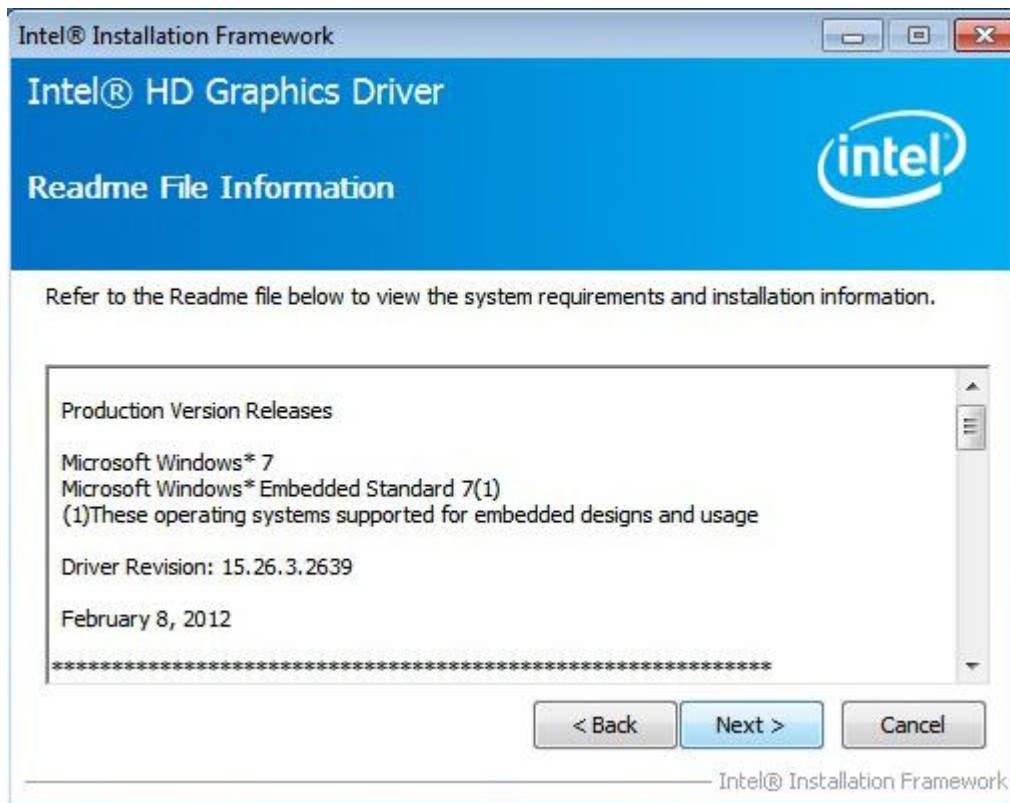 Intel® Installation Framework
Intel® HD Graphics Driver
intel
Readme File Information
Refer to the Readme file below to view the system requirements and installation information.
Production Version Releases
Microsoft Windows* 7
Microsoft Windows* Embedded Standard 7(1)
(1)These operating systems supported for embedded designs and usage
Driver Revision: 15.26.3.2639
February 8, 2012
************************************************************
< Back Next > Cancel
Intel® Installation Framework